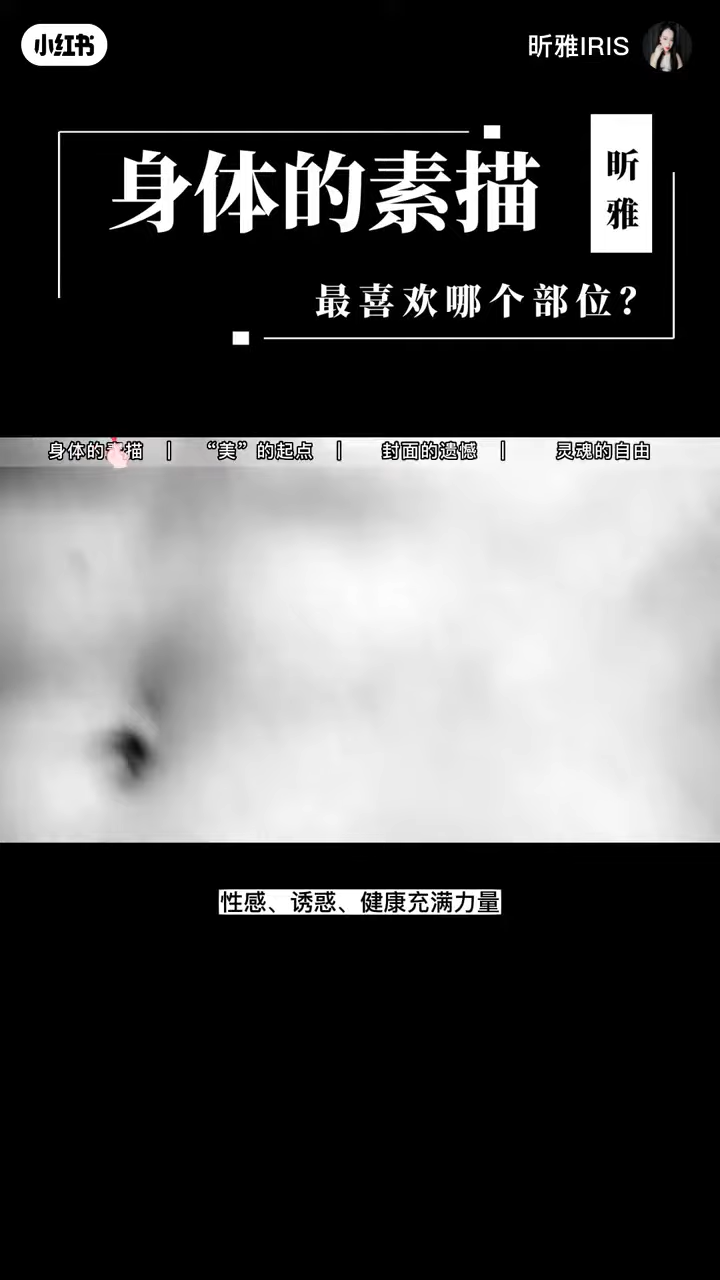 小红书
昕雅IRIS
身体的素描
昕雅
最喜欢哪个部位？
身体的素描 | “美”的起点 | 封面的遗憾 | 灵魂的自由
性感、诱惑、健康充满力量